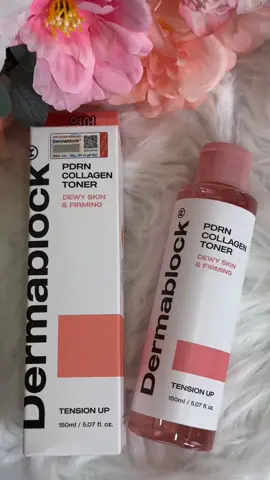 Dermablock®
PDRN
COLLAGEN
TONER
DEWY SKIN
& FIRMING
TENSION UP
150ml / 5.07 fl. oz.
Dermablock
Dermablock®
PDRN
COLLAGEN
TONER
DEWY SKIN
& FIRMING
TENSION UP
150ml / 5.07 fl. oz.